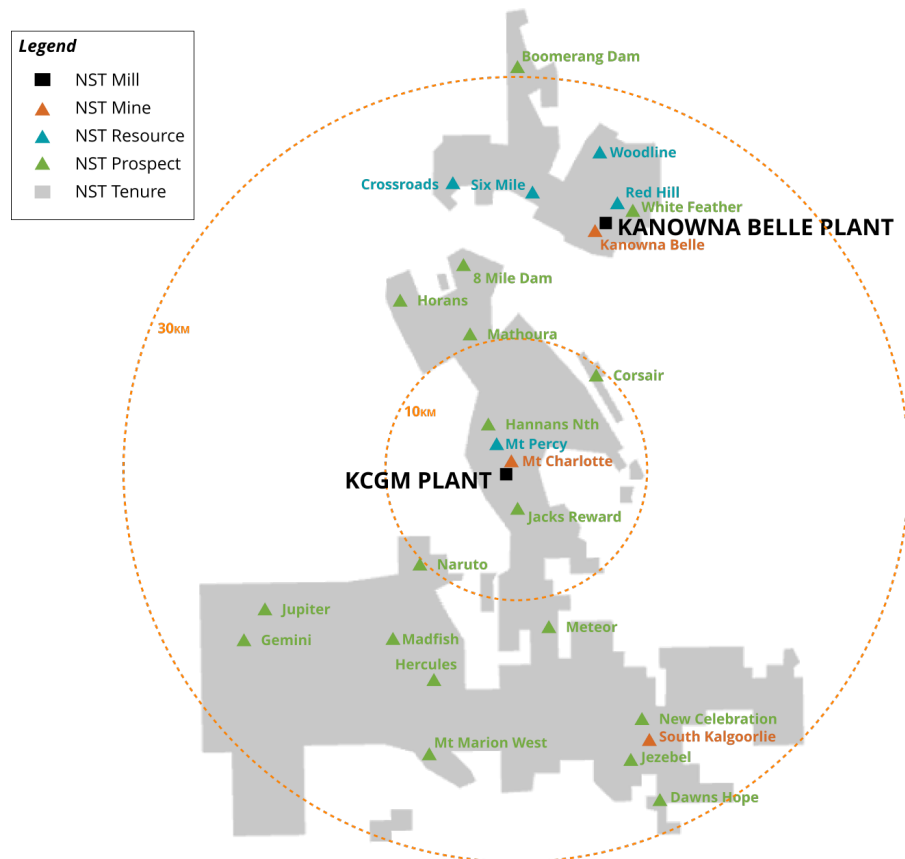 Legend
NST Mill
NST Mine
NST Resource
NST Prospect
NST Tenure
Boomerang Dam
Woodline
Crossroads
Six Mile
Red Hill
White Feather
KANOWNA BELLE PLANT
Kanowna Belle
8 Mile Dam
Horans
30KM
Mathoura
Corsair
10KM
Hannans Nth
Mt Percy
Mt Charlotte
KCGM PLANT
Jacks Reward
Naruto
Jupiter
Meteor
Gemini
Madfish
Hercules
New Celebration
South Kalgoorlie
Mt Marion West
Jezebel
Dawns Hope